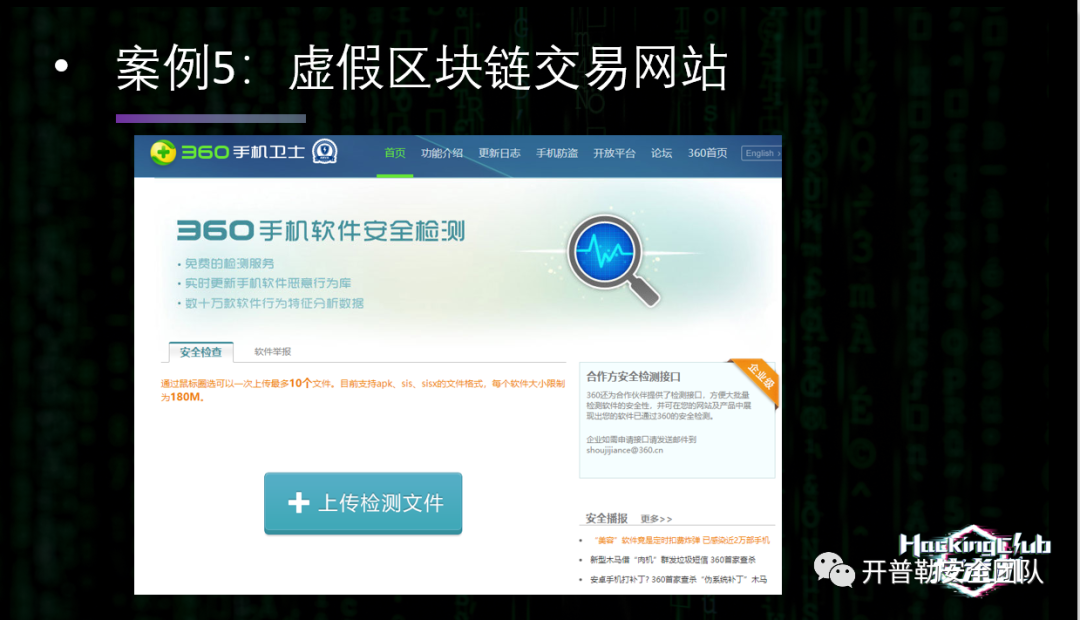 • 案例5：虚假区块链交易网站
360手机卫士
首页 功能介绍 更新日志 手机防盗 开放平台 论坛 360首页 English ›
360手机软件安全检测
• 免费的检测服务
• 实时更新手机软件恶意行为库
• 数十万款软件行为特征分析数据
安全检查 软件举报
通过鼠标圈选可以一次上传最多10个文件。目前支持apk、sis、sisx的文件格式，每个软件大小限制
为180M。
+ 上传检测文件
企业级
合作方安全检测接口
360还为合作伙伴提供了检测接口，方便大批量
检测软件的安全性，并可在您的网站及产品中展
现出您的软件已通过360的安全检测。
企业如需申请接口请发送邮件到
shoujijiance@360.cn
安全播报 更多>>
• “美容”软件竟是定时扣费炸弹 已感染近2万部手机
• 新型木马借“肉机”群发垃圾短信 360首家查杀
• 安卓手机打补丁? 360首家查杀“伪系统补丁”木马
HackingClub
开普勒安全团队